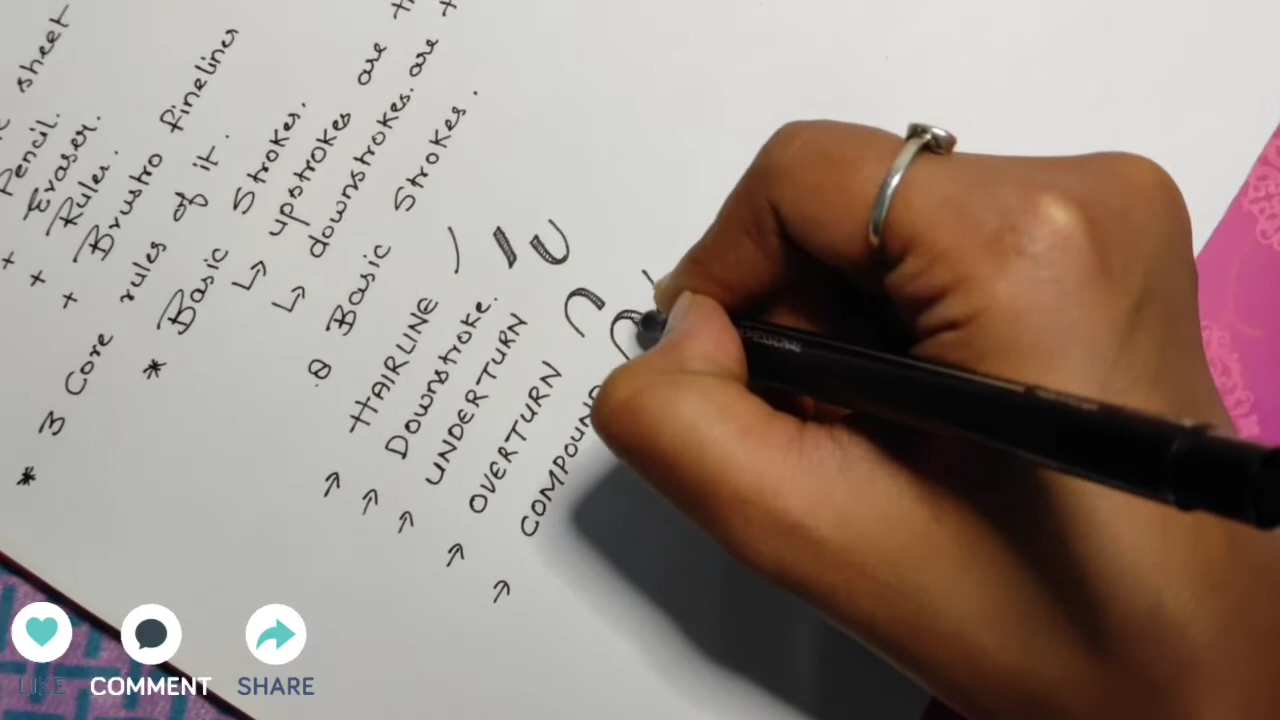 sheet
Pencil.
+ Eraser.
+ Ruler.
+ Brustro fineliner
* 3 Core rules of it.
* Basic Strokes.
↳ upstrokes are
↳ downstrokes. are
8 Basic Strokes.
→ HAIRLINE
→ Downstroke.
→ UNDERTURN
→ OVERTURN
→ COMPOUND
LIKE COMMENT SHARE